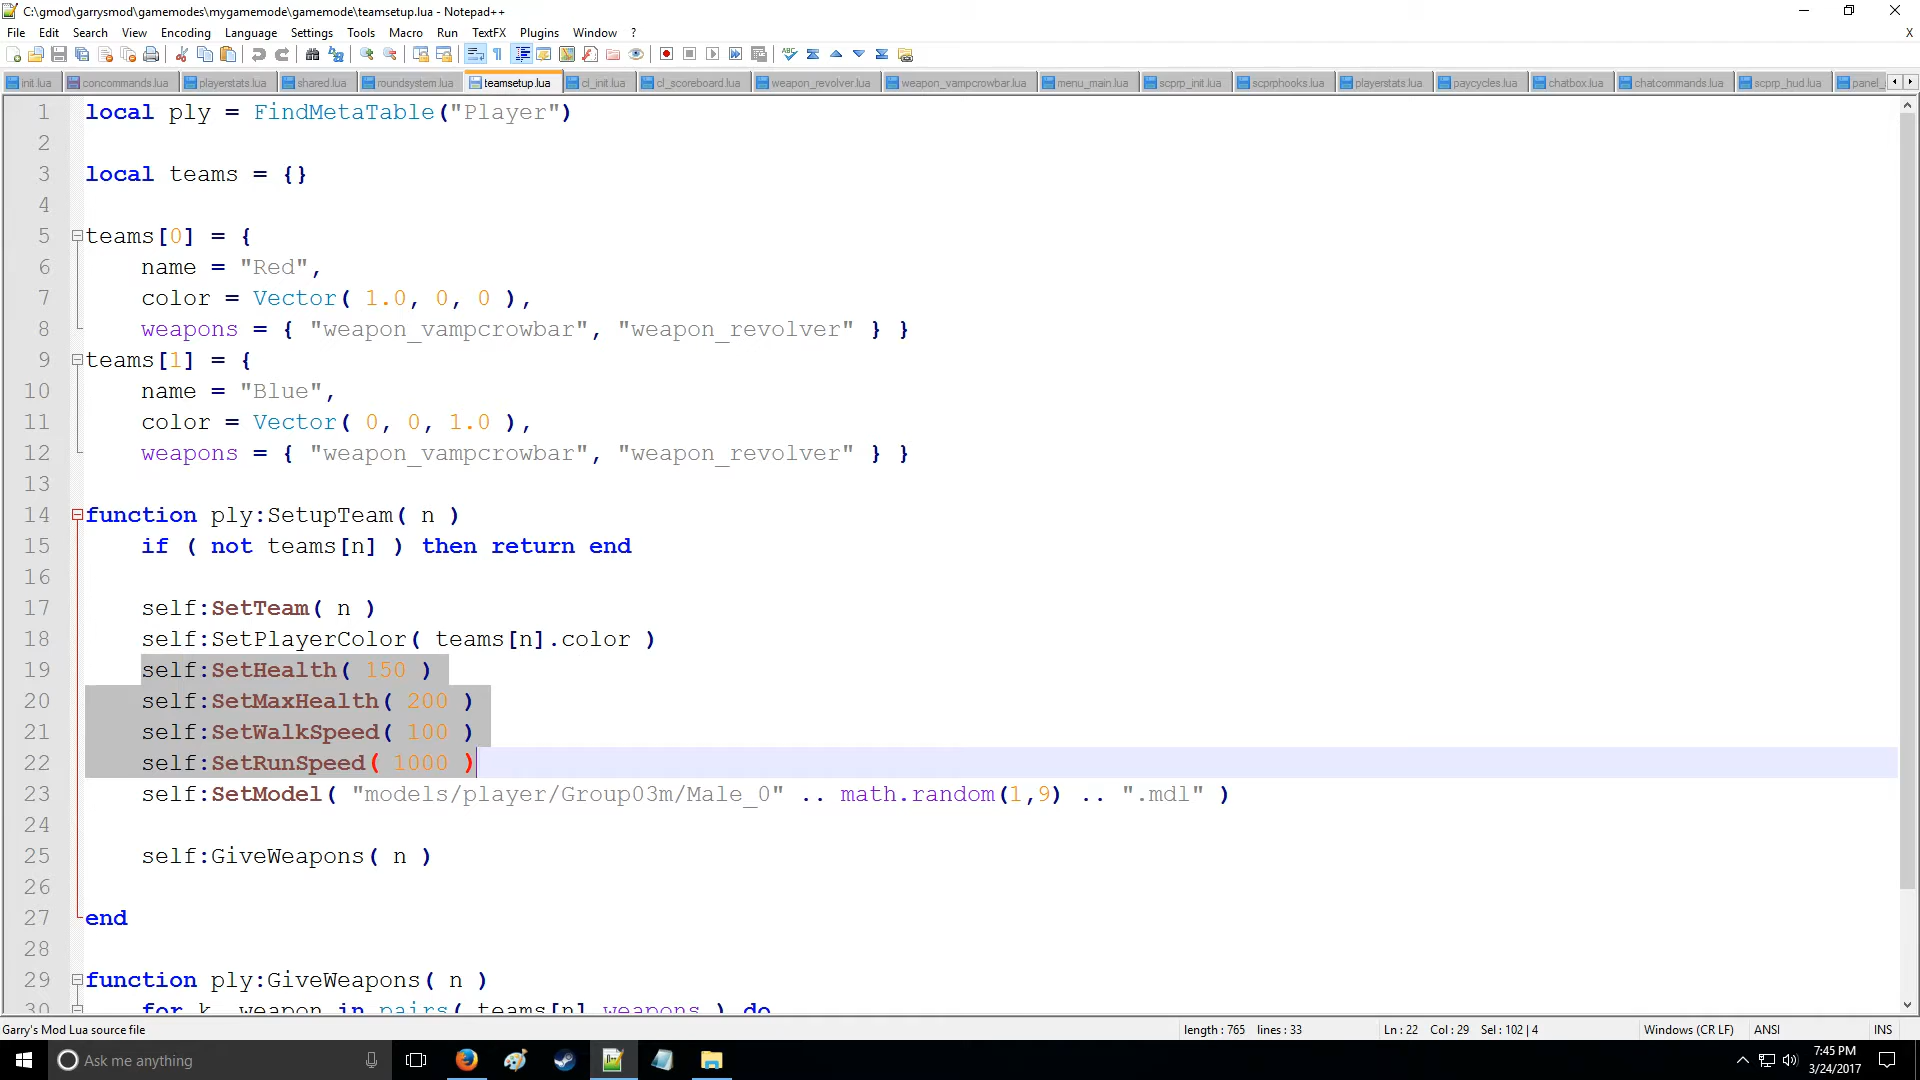 C:\gmod\garrysmod\gamemodes\mygamemode\gamemode\teamsetup.lua - Notepad++
File Edit Search View Encoding Language Settings Tools Macro Run TextFX Plugins Window ? X
init.lua concommands.lua playerstats.lua shared.lua roundsystem.lua teamsetup.lua cl_init.lua cl_scoreboard.lua weapon_revolver.lua weapon_vampcrowbar.lua menu_main.lua scprp_init.lua scprphooks.lua playerstats.lua paycycles.lua chatbox.lua chatcommands.lua scprp_hud.lua panel_
1 local ply = FindMetaTable("Player")
2
3 local teams = {}
4
5 teams[0] = {
6 name = "Red",
7 color = Vector( 1.0, 0, 0 ),
8 weapons = { "weapon_vampcrowbar", "weapon_revolver" } }
9 teams[1] = {
10 name = "Blue",
11 color = Vector( 0, 0, 1.0 ),
12 weapons = { "weapon_vampcrowbar", "weapon_revolver" } }
13
14 function ply:SetupTeam( n )
15 if ( not teams[n] ) then return end
16
17 self:SetTeam( n )
18 self:SetPlayerColor( teams[n].color )
19 self:SetHealth( 150 )
20 self:SetMaxHealth( 200 )
21 self:SetWalkSpeed( 100 )
22 self:SetRunSpeed( 1000 )
23 self:SetModel( "models/player/Group03m/Male_0" .. math.random(1,9) .. ".mdl" )
24
25 self:GiveWeapons( n )
26
27 end
28
29 function ply:GiveWeapons( n )
30 for k, weapon in pairs( teams[n].weapons ) do
Garry's Mod Lua source file length : 765 lines : 33 Ln : 22 Col : 29 Sel : 102 | 4 Windows (CR LF) ANSI INS
Ask me anything
7:45 PM
3/24/2017